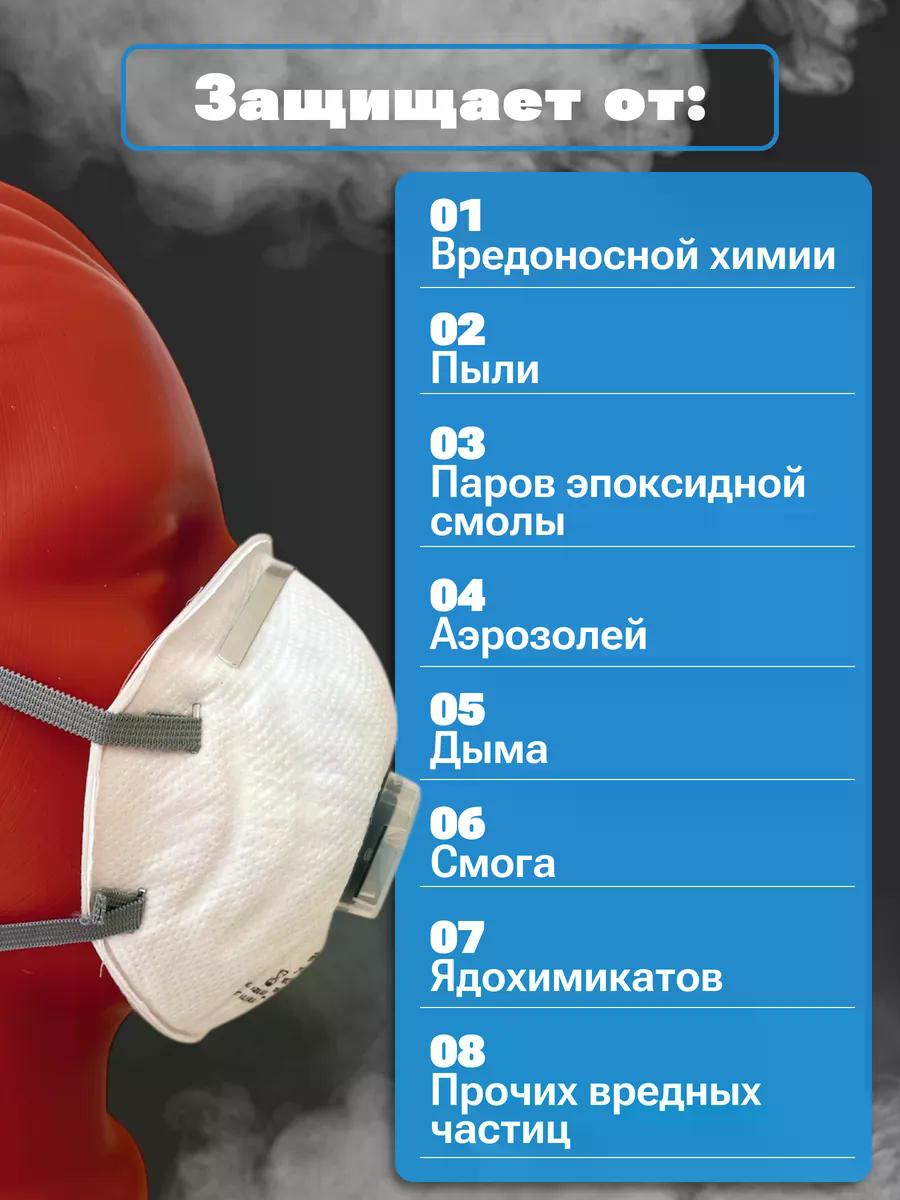 Защищает от:
01
Вредоносной химии
02
Пыли
03
Паров эпоксидной
смолы
04
Аэрозолей
05
Дыма
06
Смога
07
Ядохимикатов
08
Прочих вредных
частиц